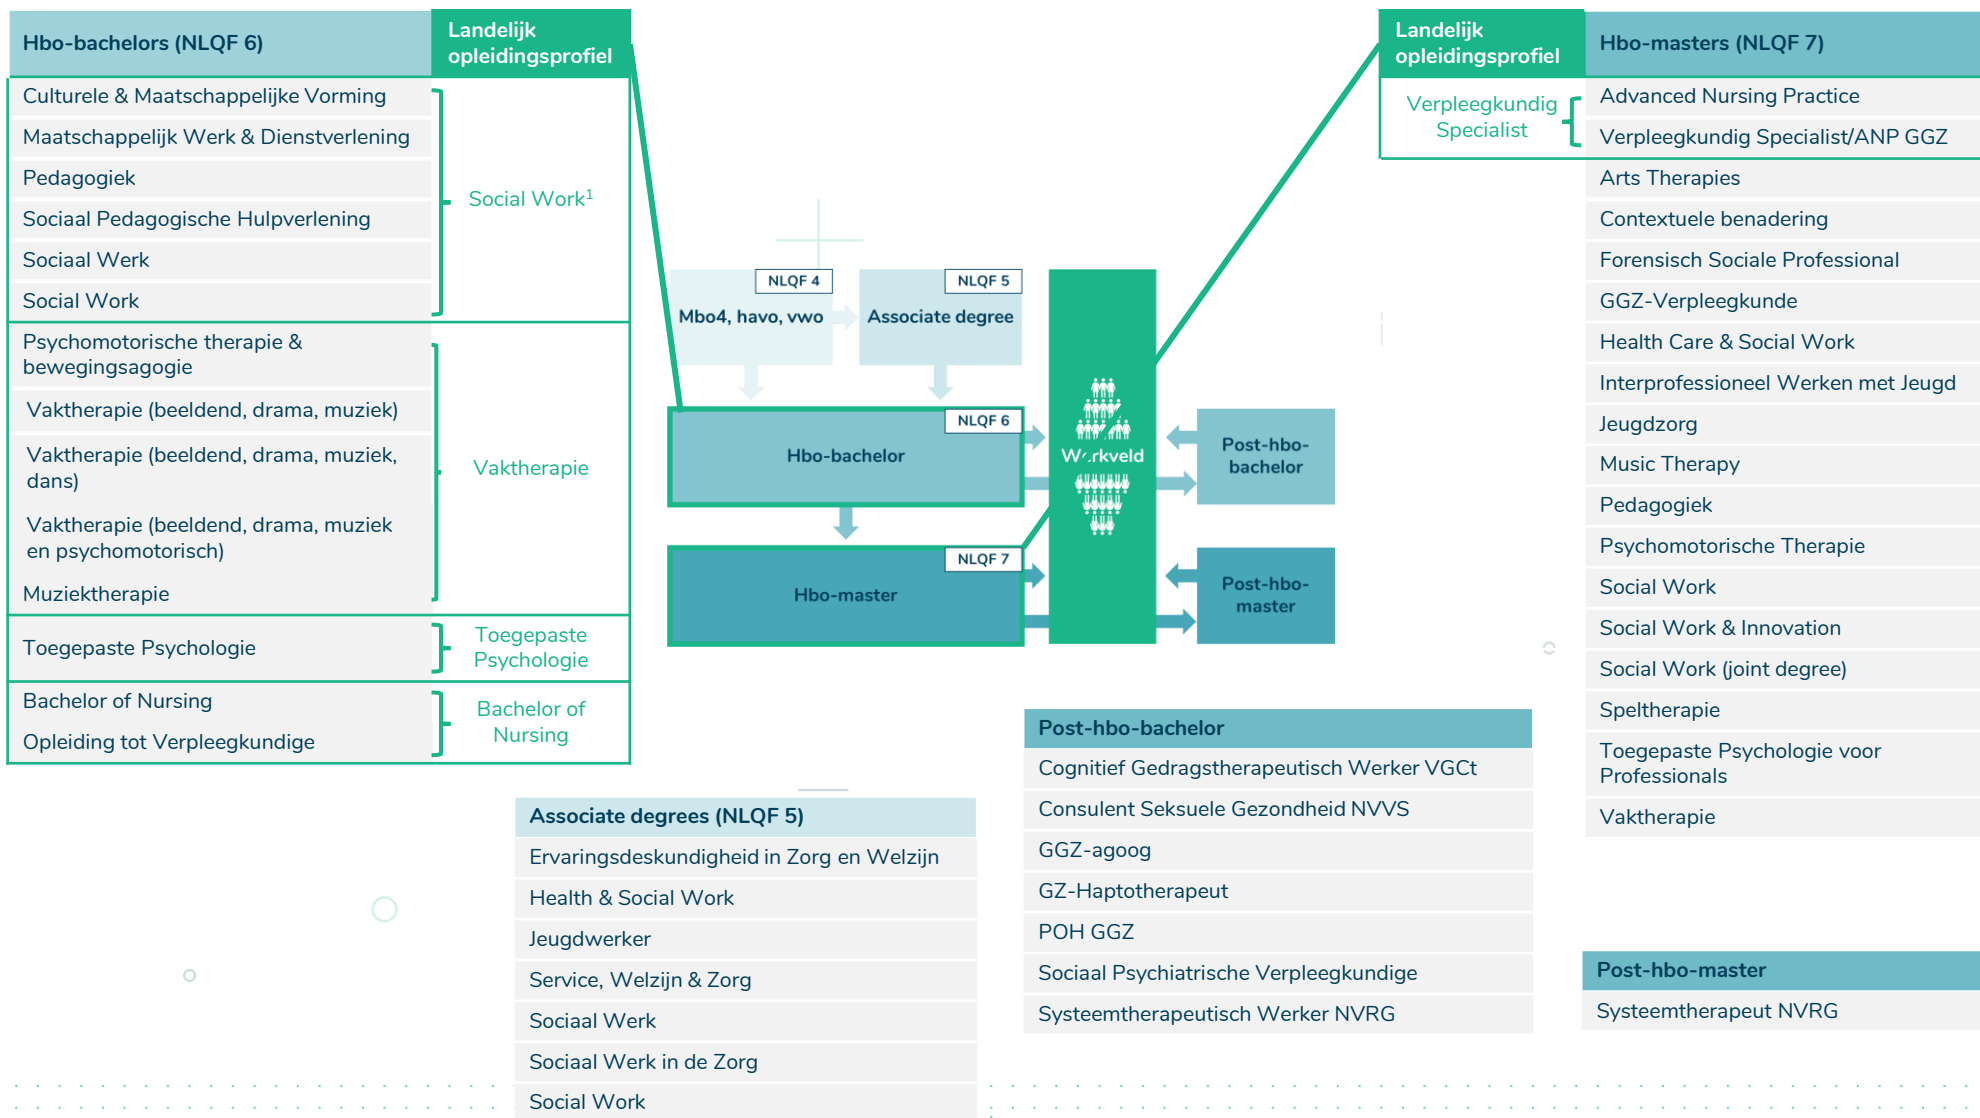 Hbo-bachelors (NLQF 6)
Landelijk
opleidingsprofiel
Culturele & Maatschappelijke Vorming
Maatschappelijk Werk & Dienstverlening
Pedagogiek
Sociaal Pedagogische Hulpverlening
Sociaal Werk
Social Work
Social Work¹
Psychomotorische therapie &
bewegingsagogie
Vaktherapie (beeldend, drama, muziek)
Vaktherapie (beeldend, drama, muziek,
dans)
Vaktherapie (beeldend, drama, muziek
en psychomotorisch)
Muziektherapie
Vaktherapie
Toegepaste Psychologie
Toegepaste
Psychologie
Bachelor of Nursing
Opleiding tot Verpleegkundige
Bachelor of
Nursing
NLQF 4
Mbo4, havo, vwo
NLQF 5
Associate degree
NLQF 6
Hbo-bachelor
NLQF 7
Hbo-master
Werkveld
Post-hbo-
bachelor
Post-hbo-
master
Landelijk
opleidingsprofiel
Hbo-masters (NLQF 7)
Verpleegkundig
Specialist
Advanced Nursing Practice
Verpleegkundig Specialist/ANP GGZ
Arts Therapies
Contextuele benadering
Forensisch Sociale Professional
GGZ-Verpleegkunde
Health Care & Social Work
Interprofessioneel Werken met Jeugd
Jeugdzorg
Music Therapy
Pedagogiek
Psychomotorische Therapie
Social Work
Social Work & Innovation
Social Work (joint degree)
Speltherapie
Toegepaste Psychologie voor
Professionals
Vaktherapie
Associate degrees (NLQF 5)
Ervaringsdeskundigheid in Zorg en Welzijn
Health & Social Work
Jeugdwerker
Service, Welzijn & Zorg
Sociaal Werk
Sociaal Werk in de Zorg
Social Work
Post-hbo-bachelor
Cognitief Gedragstherapeutisch Werker VGCt
Consulent Seksuele Gezondheid NVVS
GGZ-agoog
GZ-Haptotherapeut
POH GGZ
Sociaal Psychiatrische Verpleegkundige
Systeemtherapeutisch Werker NVRG
Post-hbo-master
Systeemtherapeut NVRG